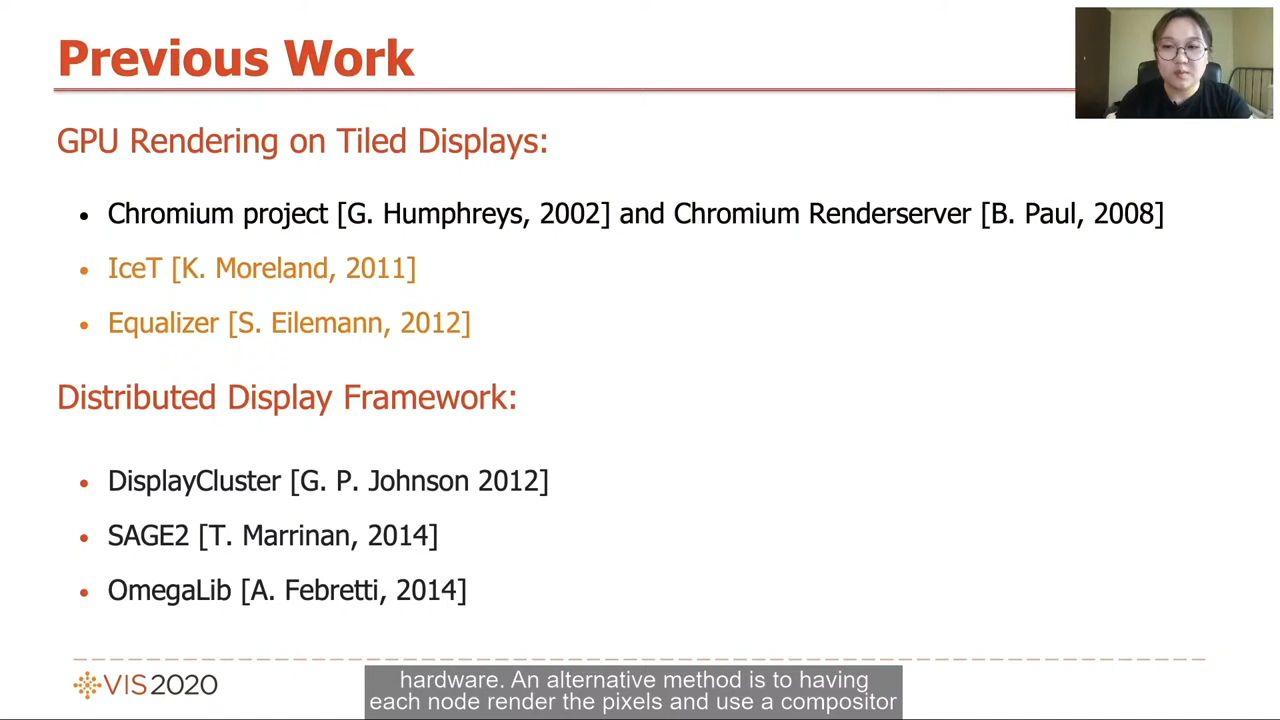 Previous Work
GPU Rendering on Tiled Displays:
• Chromium project [G. Humphreys, 2002] and Chromium Renderserver [B. Paul, 2008]
• IceT [K. Moreland, 2011]
• Equalizer [S. Eilemann, 2012]
Distributed Display Framework:
• DisplayCluster [G. P. Johnson 2012]
• SAGE2 [T. Marrinan, 2014]
• OmegaLib [A. Febretti, 2014]
VIS2020
hardware. An alternative method is to having
each node render the pixels and use a compositor